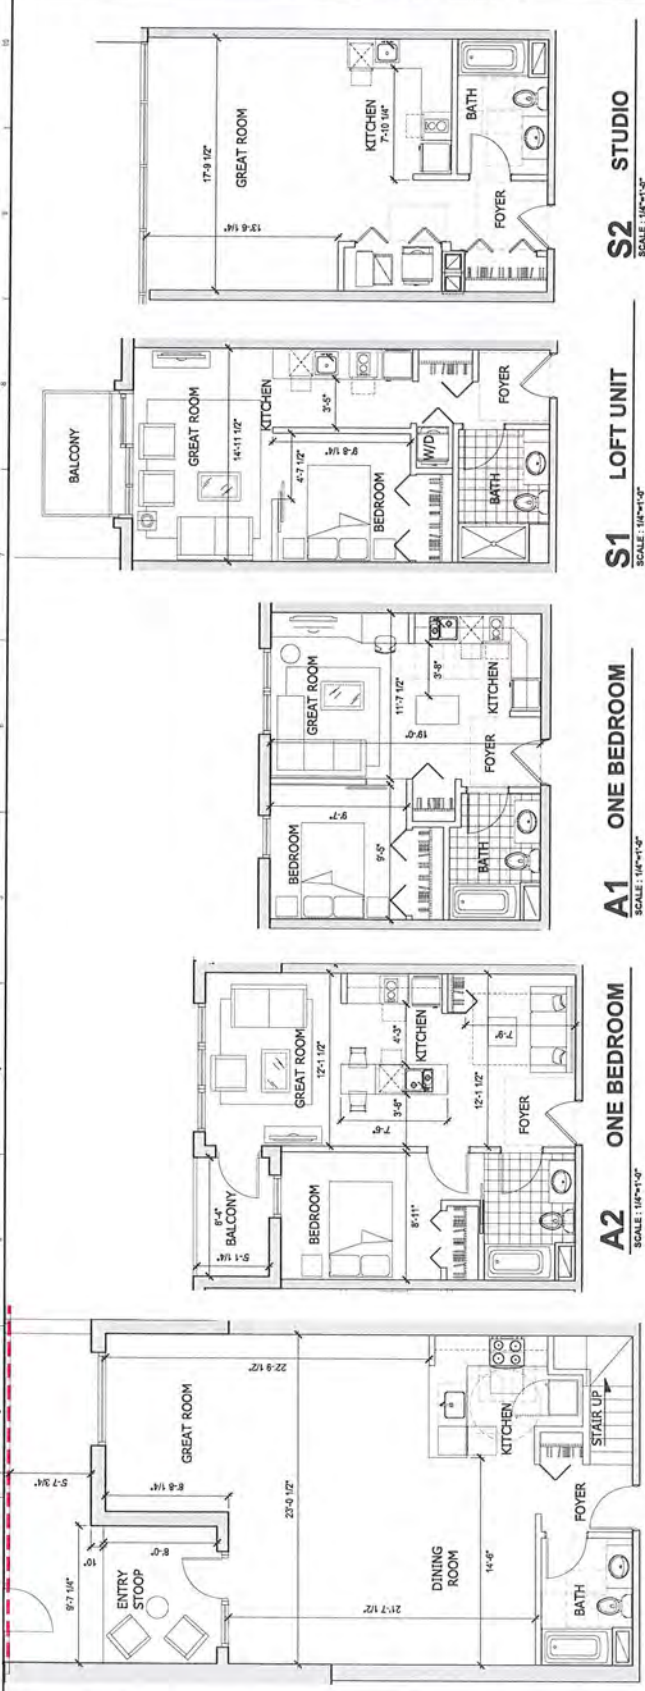 GREAT ROOM
17'-9 1/2"
13'-6 1/4"
KITCHEN
7'-10 1/4"
BATH
FOYER
S2 STUDIO
SCALE : 1/4"=1'-0"
BALCONY
GREAT ROOM
14'-11 1/2"
KITCHEN
3'-5"
4'-7 1/2"
9'-8 1/4"
BEDROOM
W/D
FOYER
BATH
S1 LOFT UNIT
SCALE : 1/4"=1'-0"
GREAT ROOM
11'-7 1/2"
19'-0"
3'-8"
KITCHEN
FOYER
BEDROOM
9'-7"
9'-5"
BATH
A1 ONE BEDROOM
SCALE : 1/4"=1'-0"
GREAT ROOM
12'-1 1/2"
KITCHEN
4'-3"
3'-8"
7'-6"
7'-9"
12'-1 1/2"
FOYER
BALCONY
8'-4"
5'-1 1/4"
BEDROOM
8'-11"
A2 ONE BEDROOM
SCALE : 1/4"=1'-0"
5'-7 3/4"
GREAT ROOM
22'-9 1/2"
8'-8 1/4"
23'-0 1/2"
9'-7 1/4"
10"
8'-0"
ENTRY
STOOP
DINING
ROOM
21'-7 1/2"
14'-6"
KITCHEN
STAIR UP
FOYER
BATH